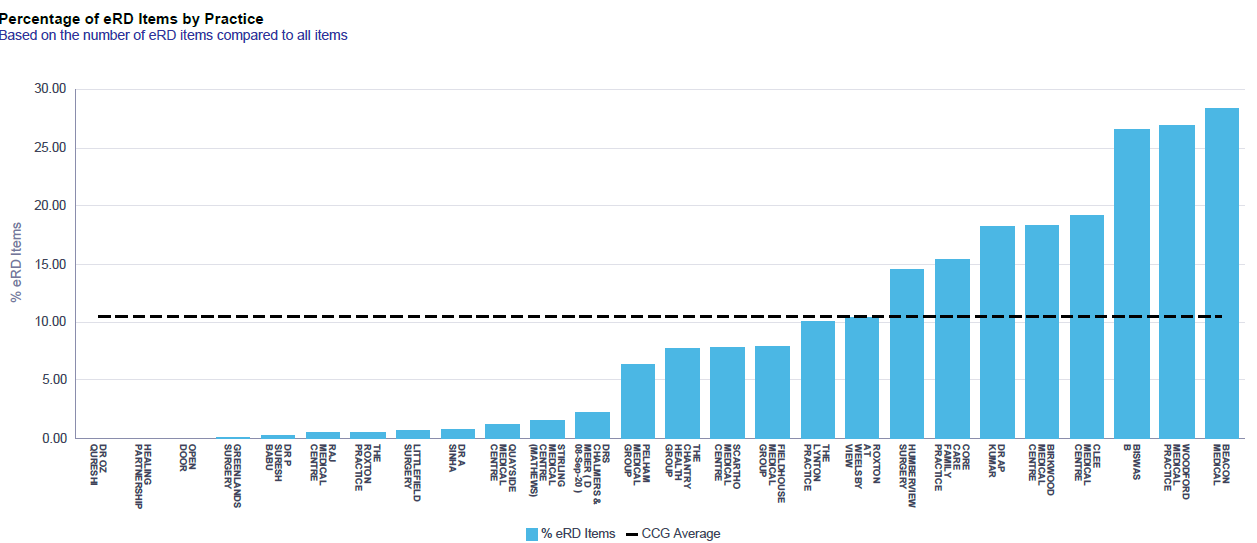 Percentage of eRD Items by Practice
Based on the number of eRD items compared to all items
% eRD Items
30.00
25.00
20.00
15.00
10.00
5.00
0.00
DR OZ
QURESHI
HEALING
PARTNERSHIP
OPEN
DOOR
GREENLANDS
SURGERY
DR P
SURESH
BABU
RAJ
MEDICAL
CENTRE
THE
ROXTON
PRACTICE
LITTLEFIELD
SURGERY
DR A
SINHA
QUAYSIDE
MEDICAL
CENTRE
STIRLING
MEDICAL
CENTRE
(MATHEWS)
DRS
CHALMERS &
MEIER ( D
08-Sep-20 )
PELHAM
MEDICAL
GROUP
THE
CHANTRY
HEALTH
GROUP
SCARTHO
MEDICAL
CENTRE
FIELDHOUSE
MEDICAL
GROUP
THE
LYNTON
PRACTICE
ROXTON
AT
WEELSBY
VIEW
HUMBERVIEW
SURGERY
CORE
CARE
FAMILY
PRACTICE
DR AP
KUMAR
BIRKWOOD
MEDICAL
CENTRE
CLEE
MEDICAL
CENTRE
BISWAS
B
WOODFORD
MEDICAL
PRACTICE
BEACON
MEDICAL
% eRD Items
CCG Average